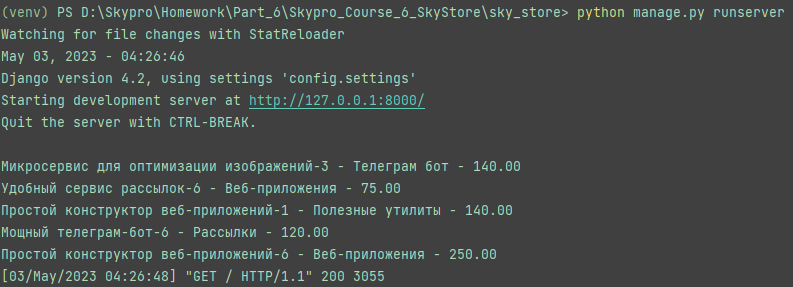 (venv) PS D:\Skypro\Homework\Part_6\Skypro_Course_6_SkyStore\sky_store> python manage.py runserver
Watching for file changes with StatReloader
May 03, 2023 - 04:26:46
Django version 4.2, using settings 'config.settings'
Starting development server at http://127.0.0.1:8000/
Quit the server with CTRL-BREAK.
Микросервис для оптимизации изображений-3 - Телеграм бот - 140.00
Удобный сервис рассылок-6 - Веб-приложения - 75.00
Простой конструктор веб-приложений-1 - Полезные утилиты - 140.00
Мощный телеграм-бот-6 - Рассылки - 120.00
Простой конструктор веб-приложений-6 - Веб-приложения - 250.00
[03/May/2023 04:26:48] "GET / HTTP/1.1" 200 3055